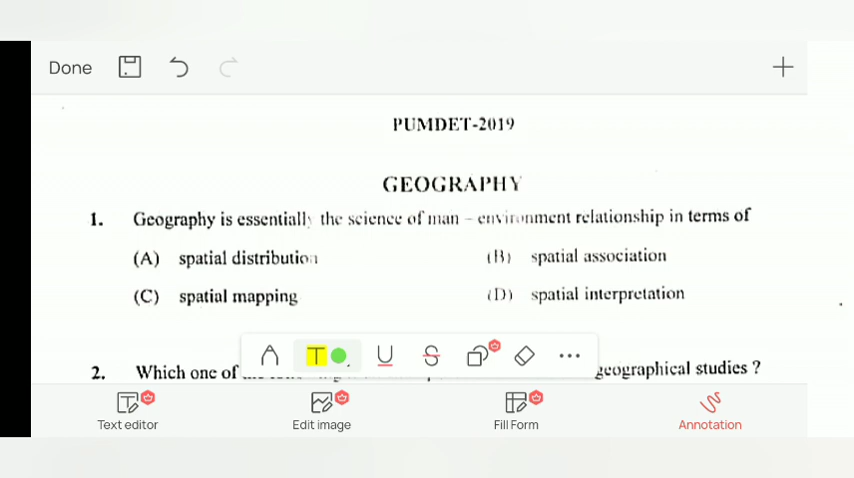 Done
PUMDET-2019
GEOGRAPHY
1. Geography is essentially the science of man – environment relationship in terms of
(A) spatial distribution (B) spatial association
(C) spatial mapping (D) spatial interpretation
2. Which one of geographical studies ?
Text editor Edit image Fill Form Annotation